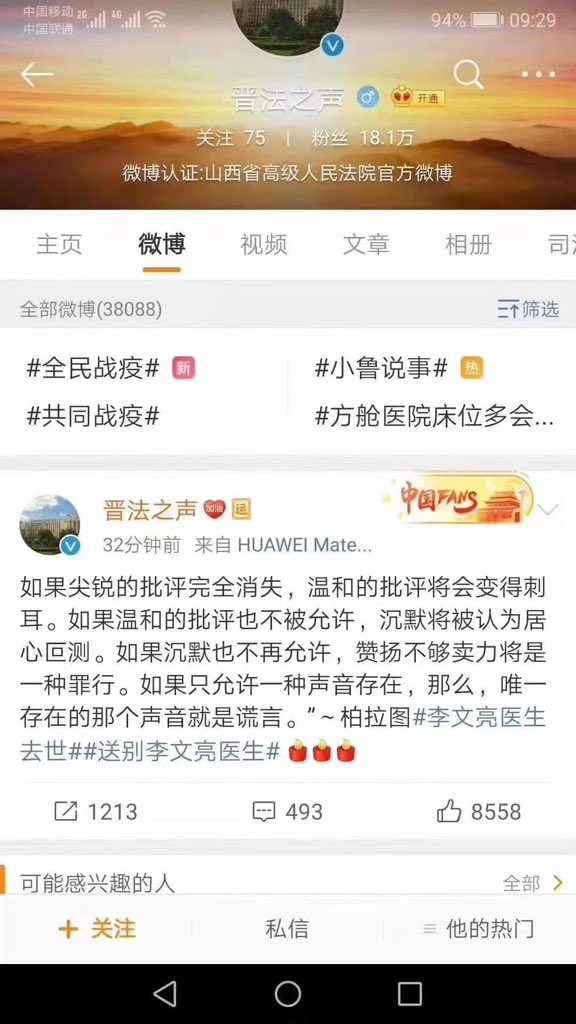 中国移动 2G 4G 94% 09:29
中国联通
晋法之声 开通
关注 75 | 粉丝 18.1万
微博认证:山西省高级人民法院官方微博
主页 微博 视频 文章 相册 司法
全部微博(38088) 筛选
#全民战疫# 新 #小鲁说事# 热
#共同战疫# #方舱医院床位多会...
晋法之声 加油 运 中国FANS
32分钟前 来自 HUAWEI Mate...
如果尖锐的批评完全消失，温和的批评将会变得刺
耳。如果温和的批评也不被允许，沉默将被认为居
心叵测。如果沉默也不再允许，赞扬不够卖力将是
一种罪行。如果只允许一种声音存在，那么，唯一
存在的那个声音就是谎言。”～柏拉图#李文亮医生
去世##送别李文亮医生#
1213 493 8558
可能感兴趣的人 全部
+ 关注 私信 他的热门